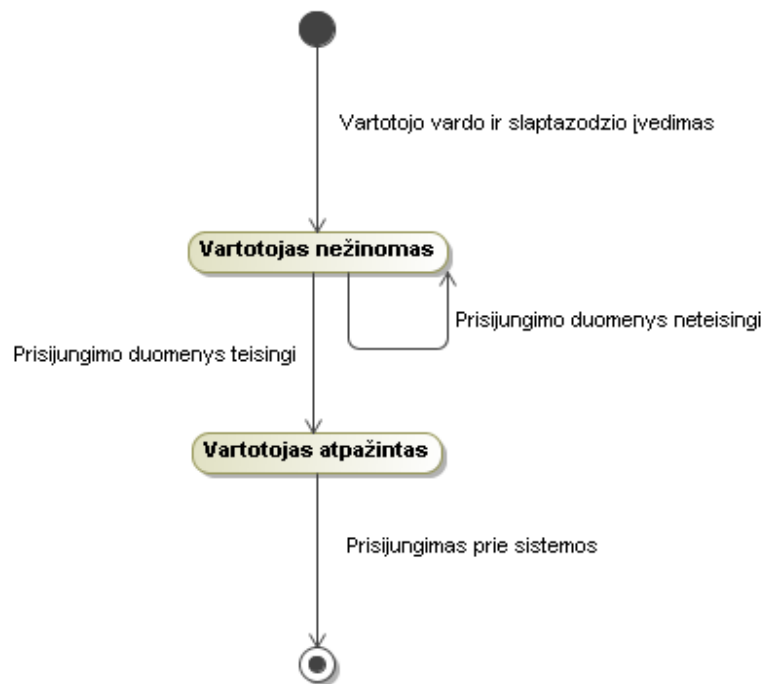 Vartotojo vardo ir slaptazodzio įvedimas
Vartotojas nežinomas
Prisijungimo duomenys neteisingi
Prisijungimo duomenys teisingi
Vartotojas atpažintas
Prisijungimas prie sistemos